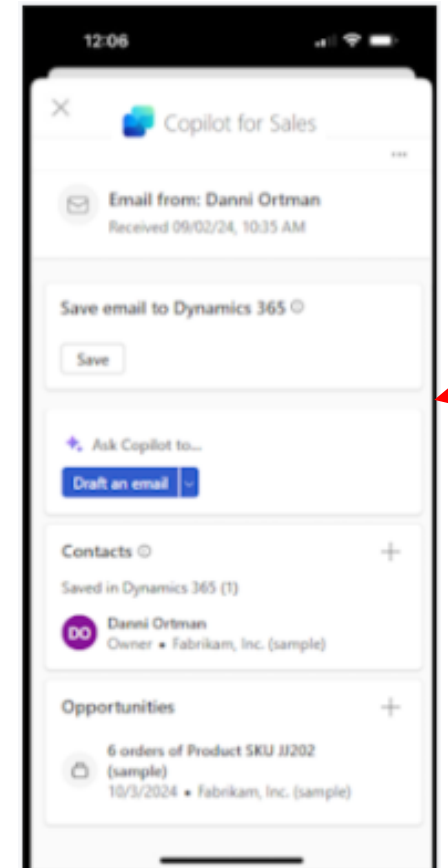 12:06
Copilot for Sales
Email from: Danni Ortman
Received 09/02/24, 10:35 AM
Save email to Dynamics 365
Save
Ask Copilot to...
Draft an email
Contacts
Saved in Dynamics 365 (1)
DO
Danni Ortman
Owner • Fabrikam, Inc. (sample)
Opportunities
6 orders of Product SKU JJ202
(sample)
10/3/2024 • Fabrikam, Inc. (sample)